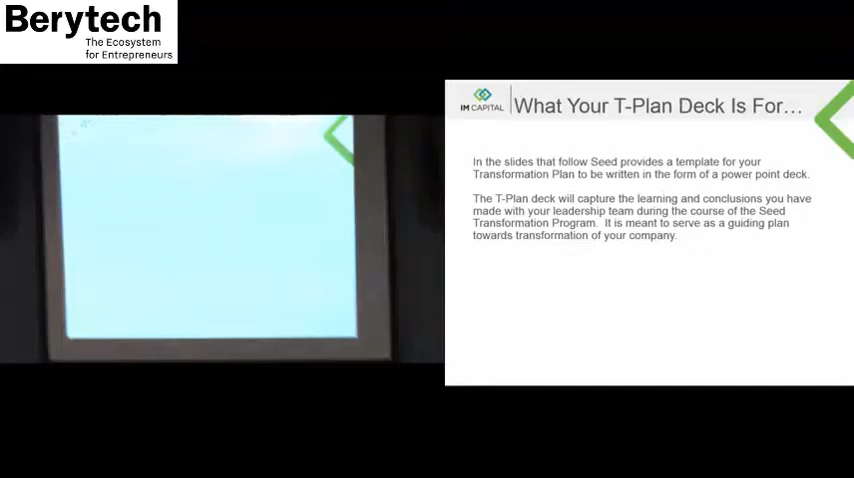 Berytech
The Ecosystem
for Entrepreneurs
IM CAPITAL
What Your T-Plan Deck Is For…
In the slides that follow Seed provides a template for your
Transformation Plan to be written in the form of a power point deck.
The T-Plan deck will capture the learning and conclusions you have
made with your leadership team during the course of the Seed
Transformation Program. It is meant to serve as a guiding plan
towards transformation of your company.